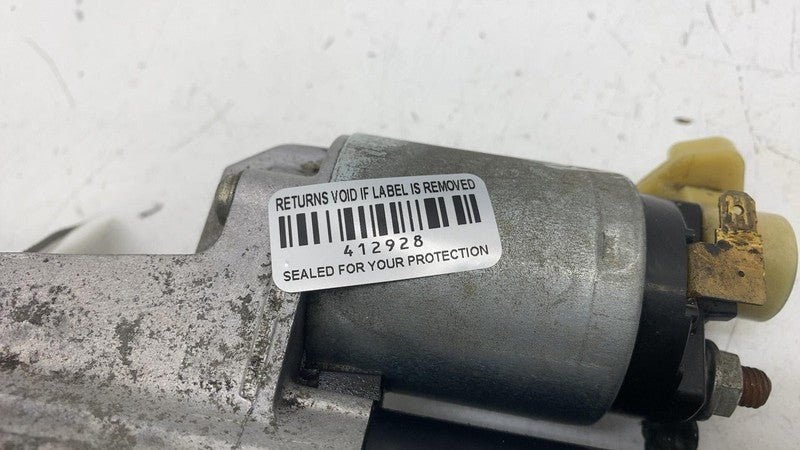 RETURNS VOID IF LABEL IS REMOVED
412928
SEALED FOR YOUR PROTECTION
B